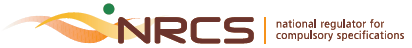 NRCS
national regulator for
compulsory specifications